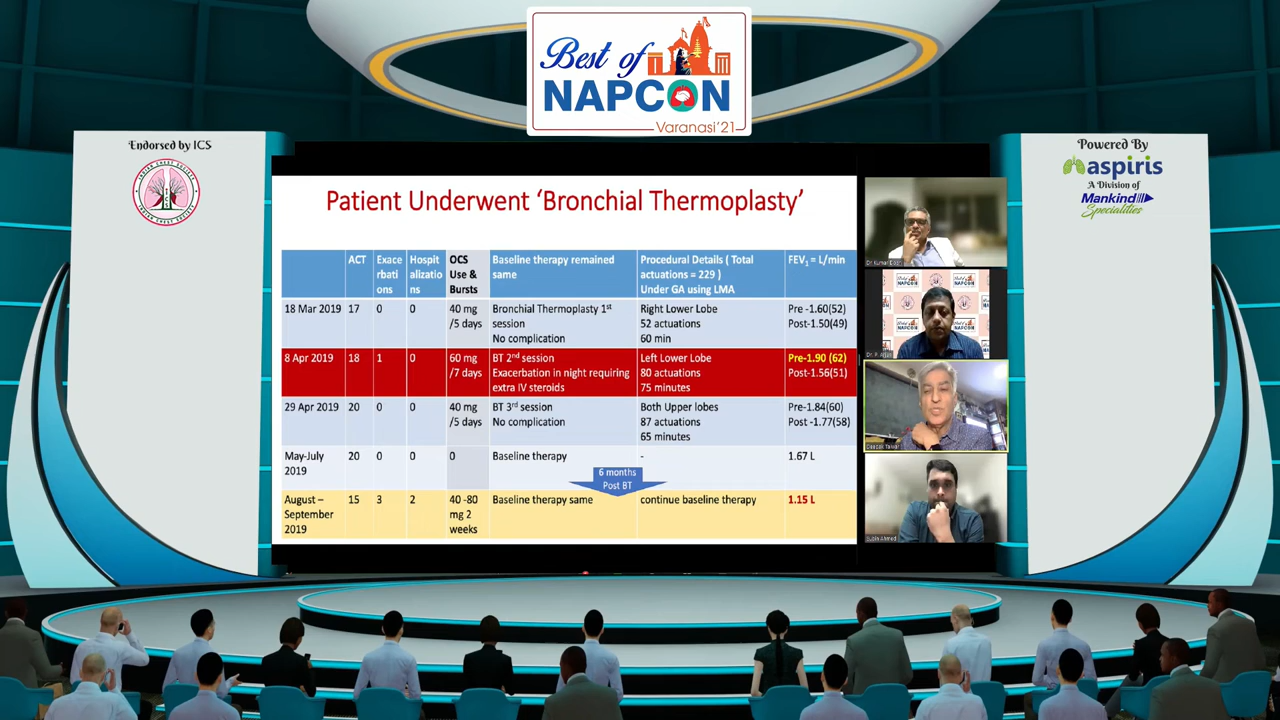 Best of
NAPCON
Varanasi'21
Endorsed by ICS
Powered By
aspiris
A Division of
Mankind
Specialities
Patient Underwent 'Bronchial Thermoplasty'
ACT
Exace
rbati
ons
Hospit
alizatio
ns
OCS
Use &
Bursts
Baseline therapy remained
same
Procedural Details ( Total
actuations = 229 )
Under GA using LMA
FEV₁ = L/min
18 Mar 2019
17
0
0
40 mg
/5 days
Bronchial Thermoplasty 1st
session
No complication
Right Lower Lobe
52 actuations
60 min
Pre -1.60(52)
Post-1.50(49)
8 Apr 2019
18
1
0
60 mg
/7 days
BT 2nd session
Exacerbation in night requiring
extra IV steroids
Left Lower Lobe
80 actuations
75 minutes
Pre-1.90 (62)
Post-1.56(51)
29 Apr 2019
20
0
0
40 mg
/5 days
BT 3rd session
No complication
Both Upper lobes
87 actuations
65 minutes
Pre-1.84(60)
Post -1.77(58)
May-July
2019
20
0
0
0
Baseline therapy
-
1.67 L
6 months
Post BT
August –
September
2019
15
3
2
40 -80
mg 2
weeks
Baseline therapy same
continue baseline therapy
1.15 L
Deepak Talwar
Subin Ahmed